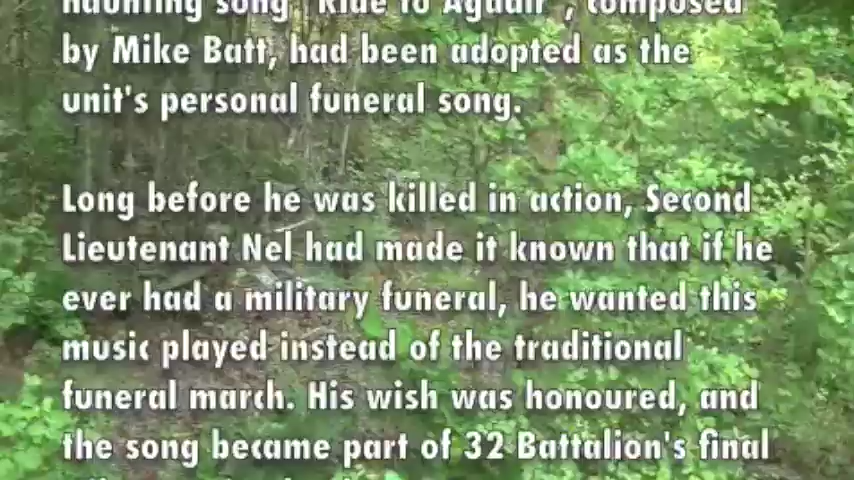 haunting song "Ride to Agadir", composed
by Mike Batt, had been adopted as the
unit's personal funeral song.
Long before he was killed in action, Second
Lieutenant Nel had made it known that if he
ever had a military funeral, he wanted this
music played instead of the traditional
funeral march. His wish was honoured, and
the song became part of 32 Battalion's final